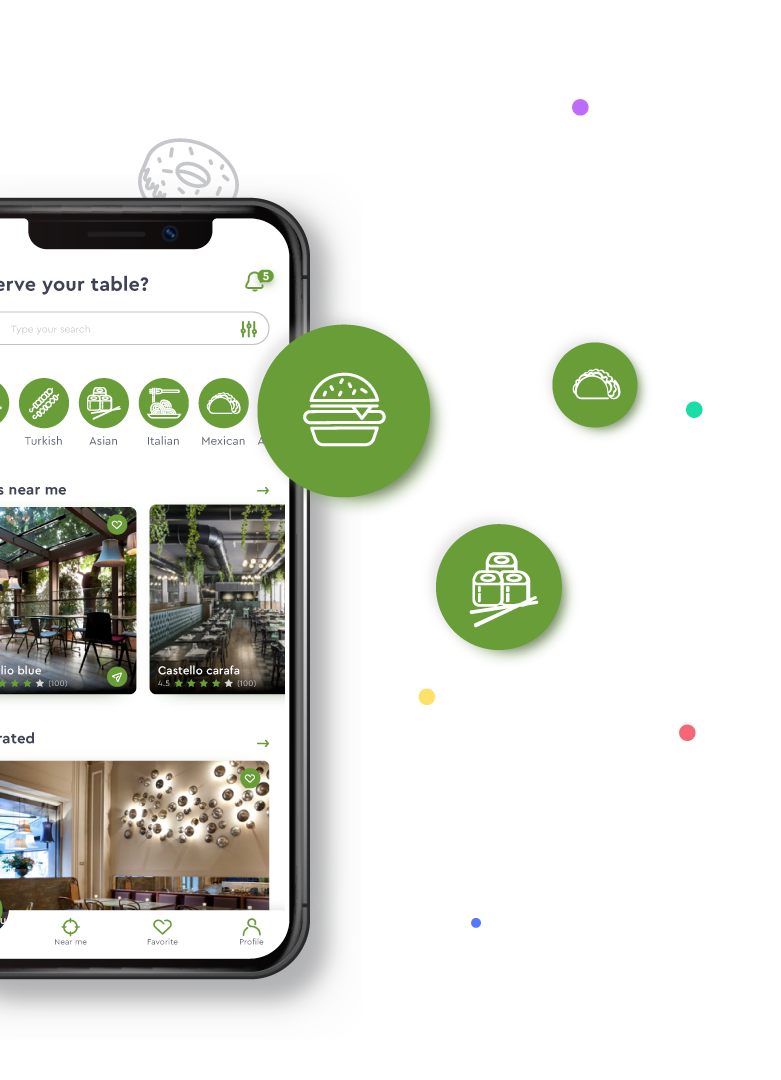 erve your table?
5
Type your search
Turkish
Asian
Italian
Mexican
A
s near me
lio blue
(100)
Castello carafa
4.5
(100)
rated
Near me
Favorite
Profile